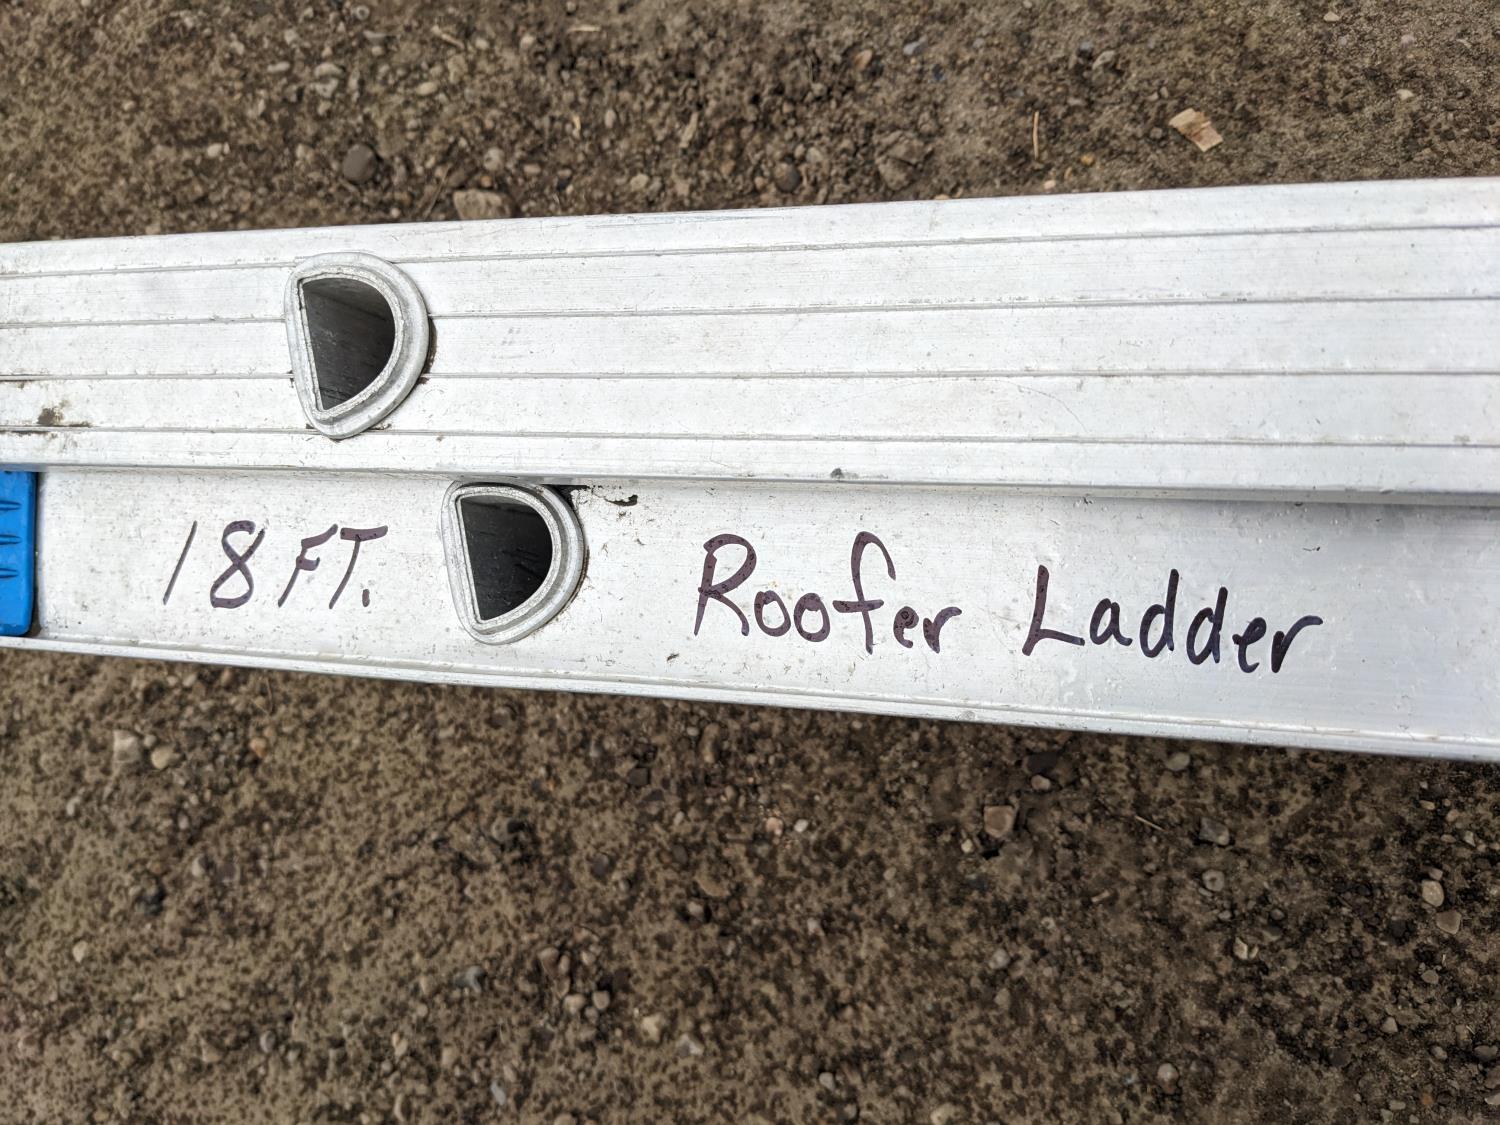 18 FT. Roofer Ladder